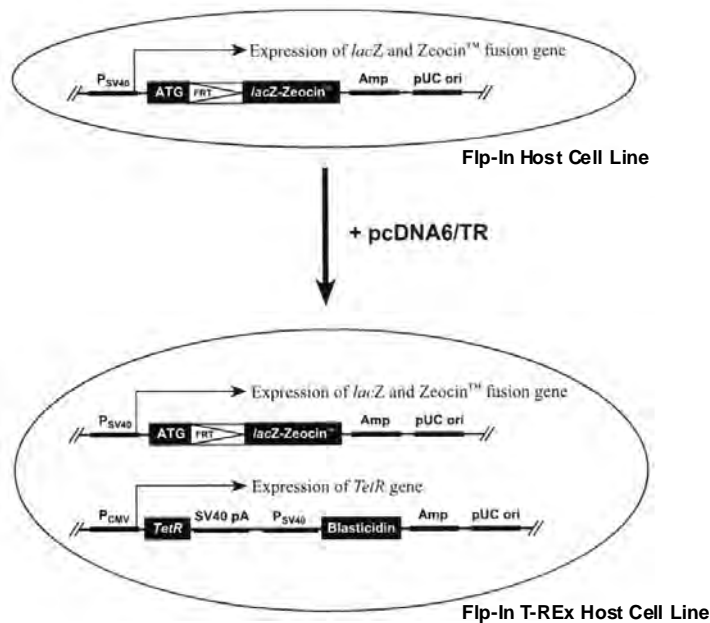 Expression of lacZ and Zeocin™ fusion gene
PSV40
ATG FRT lacZ-Zeocin™ Amp pUC ori
Flp-In Host Cell Line
+ pcDNA6/TR
Expression of lacZ and Zeocin™ fusion gene
PSV40
ATG FRT lacZ-Zeocin™ Amp pUC ori
Expression of TetR gene
PCMV TetR SV40 pA PSV40 Blasticidin Amp pUC ori
Flp-In T-REx Host Cell Line